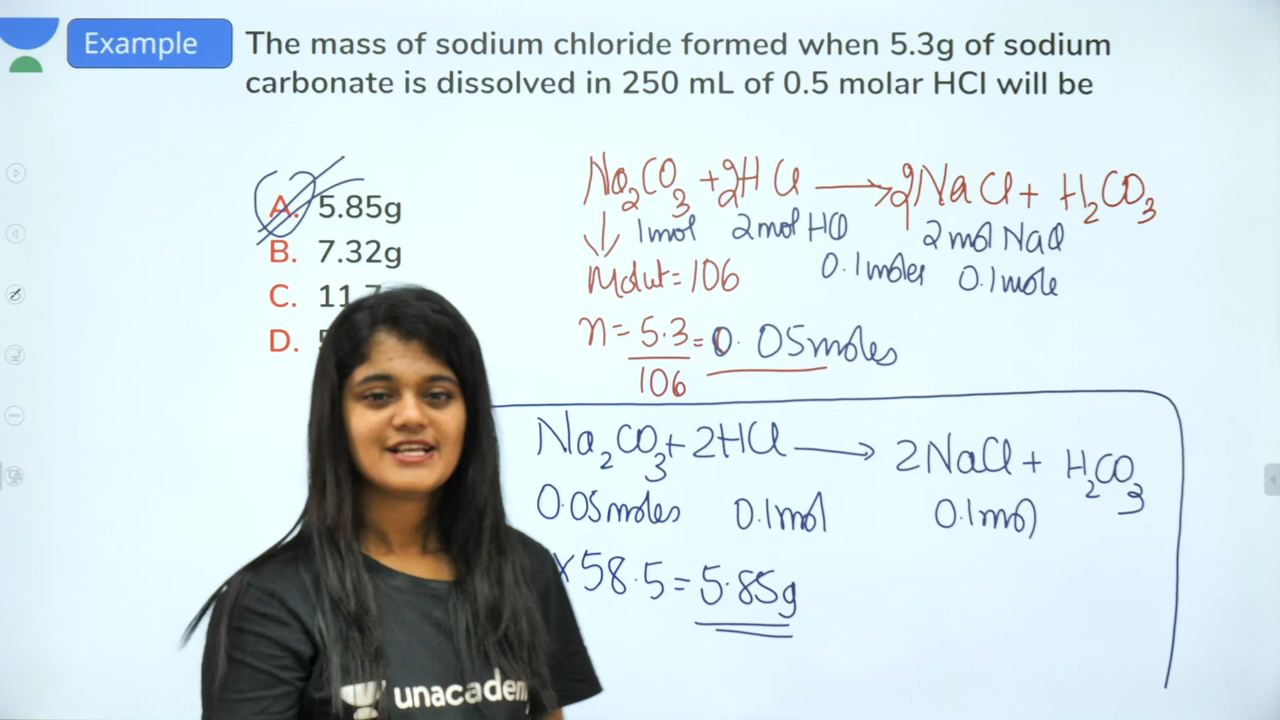 Example
The mass of sodium chloride formed when 5.3g of sodium
carbonate is dissolved in 250 mL of 0.5 molar HCl will be
A. 5.85g
B. 7.32g
C. 11.7
D.
Na₂CO₃ + 2HCl ⟶ 2NaCl + H₂CO₃
1mol 2mol HCl 2mol NaCl
Molwt = 106 0.1moles 0.1mole
n = 5.3/106 = 0.05moles
Na₂CO₃ + 2HCl ⟶ 2NaCl + H₂CO₃
0.05moles 0.1mol 0.1mol
×58.5 = 5.85g
unacadem